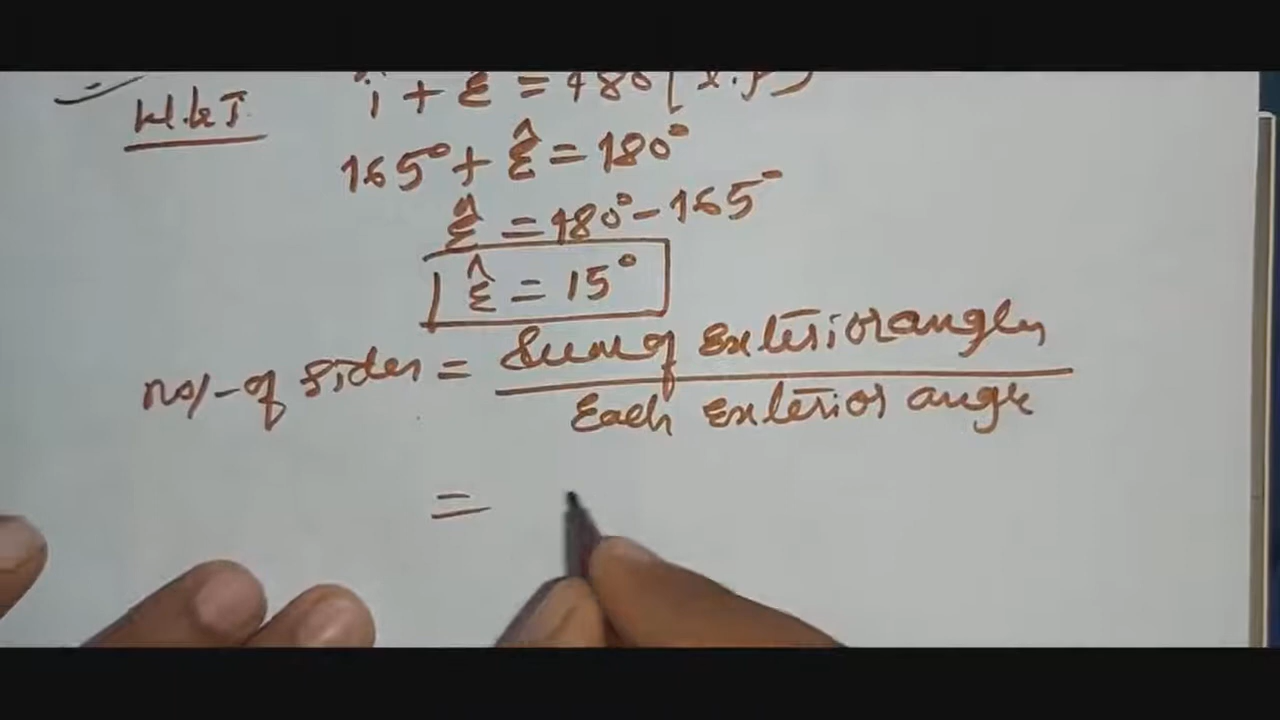 W.k.T i + ε = 180 (L.P)
165° + ε̂ = 180°
ε̂ = 180° - 165°
ε̂ = 15°
no/- of sides = Sum of exterior angles
Each exterior angle
=